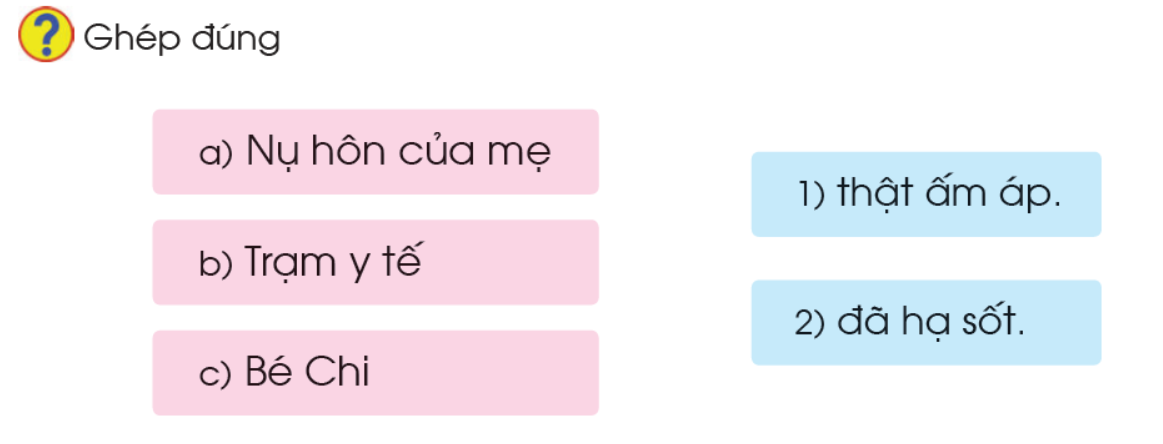 ? Ghép đúng
a) Nụ hôn của mẹ
1) thật ấm áp.
b) Trạm y tế
2) đã hạ sốt.
c) Bé Chi